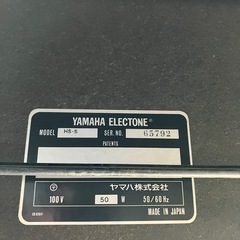 YAMAHA ELECTONE
MODEL HS-5 SER. NO. 65792
PATENTS
ヤマハ株式会社
100V 50 W 50/60Hz
MADE IN JAPAN